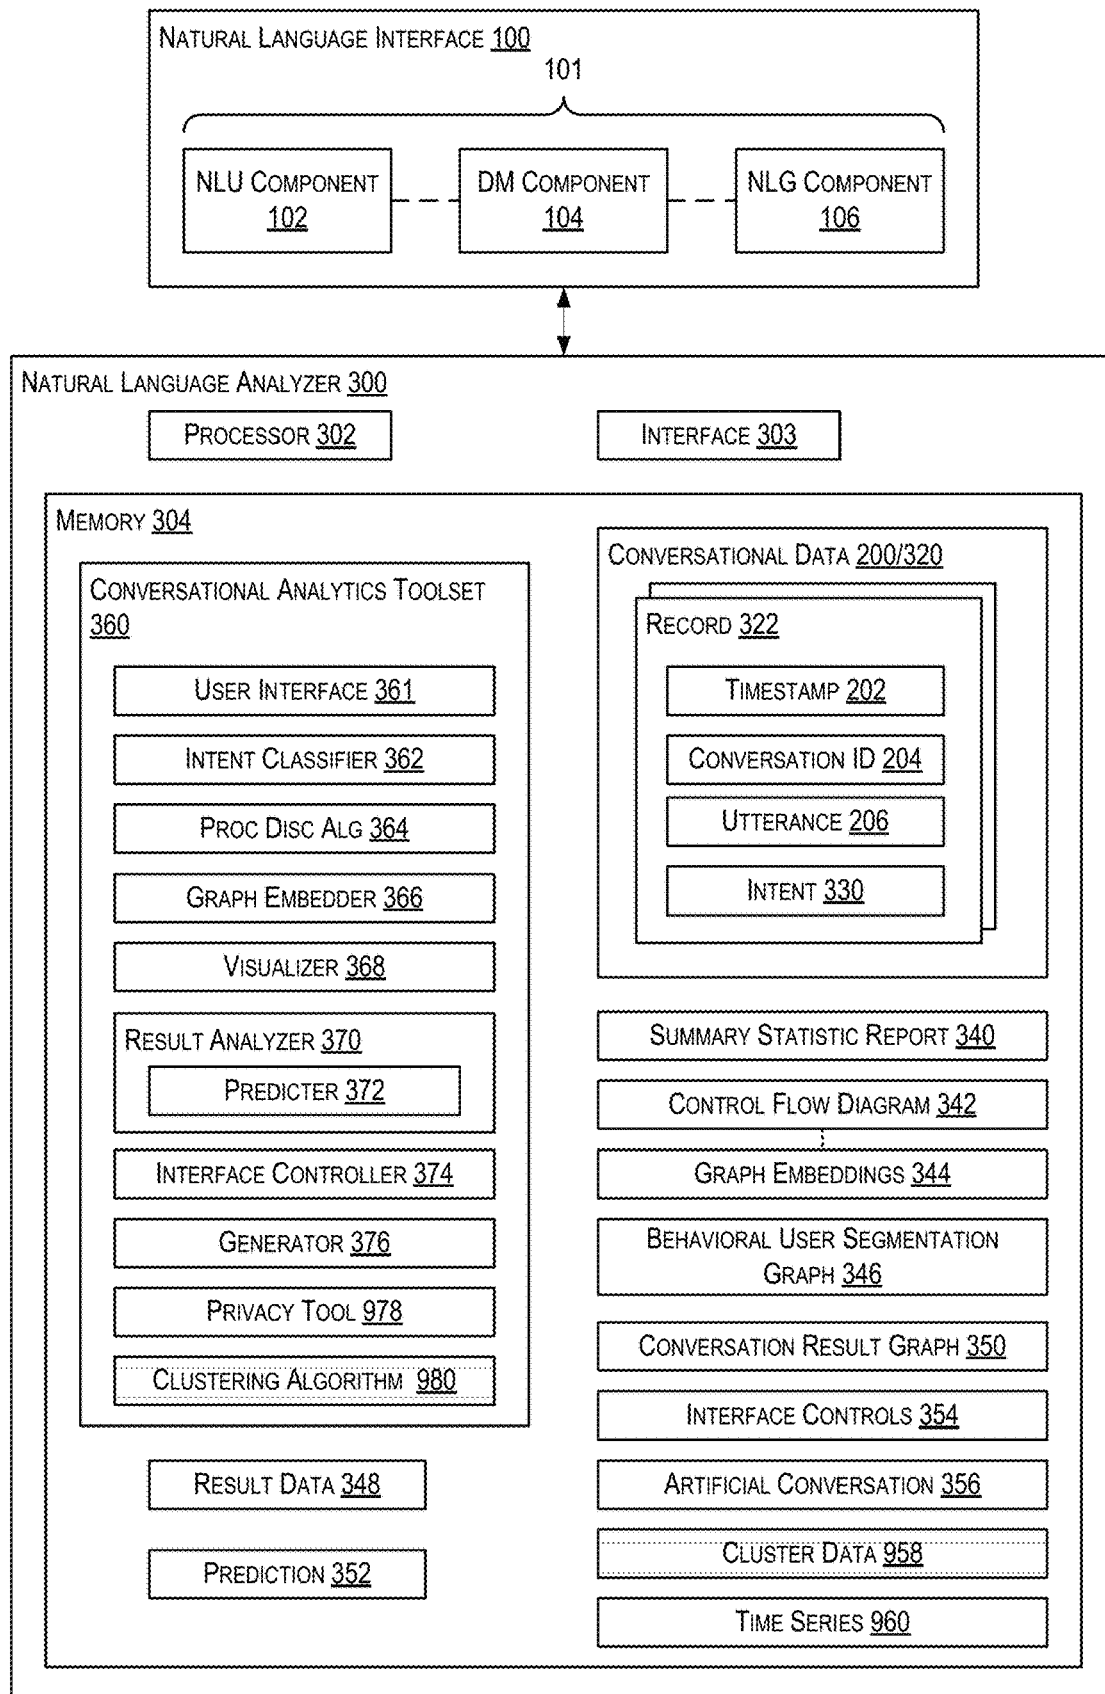 NATURAL LANGUAGE INTERFACE 100
101
NLU COMPONENT
102
DM COMPONENT
104
NLG COMPONENT
106
NATURAL LANGUAGE ANALYZER 300
PROCESSOR 302
INTERFACE 303
MEMORY 304
CONVERSATIONAL ANALYTICS TOOLSET
360
USER INTERFACE 361
INTENT CLASSIFIER 362
PROC DISC ALG 364
GRAPH EMBEDDER 366
VISUALIZER 368
RESULT ANALYZER 370
PREDICTER 372
INTERFACE CONTROLLER 374
GENERATOR 376
PRIVACY TOOL 978
CLUSTERING ALGORITHM 980
RESULT DATA 348
PREDICTION 352
CONVERSATIONAL DATA 200/320
RECORD 322
TIMESTAMP 202
CONVERSATION ID 204
UTTERANCE 206
INTENT 330
SUMMARY STATISTIC REPORT 340
CONTROL FLOW DIAGRAM 342
GRAPH EMBEDDINGS 344
BEHAVIORAL USER SEGMENTATION
GRAPH 346
CONVERSATION RESULT GRAPH 350
INTERFACE CONTROLS 354
ARTIFICIAL CONVERSATION 356
CLUSTER DATA 958
TIME SERIES 960